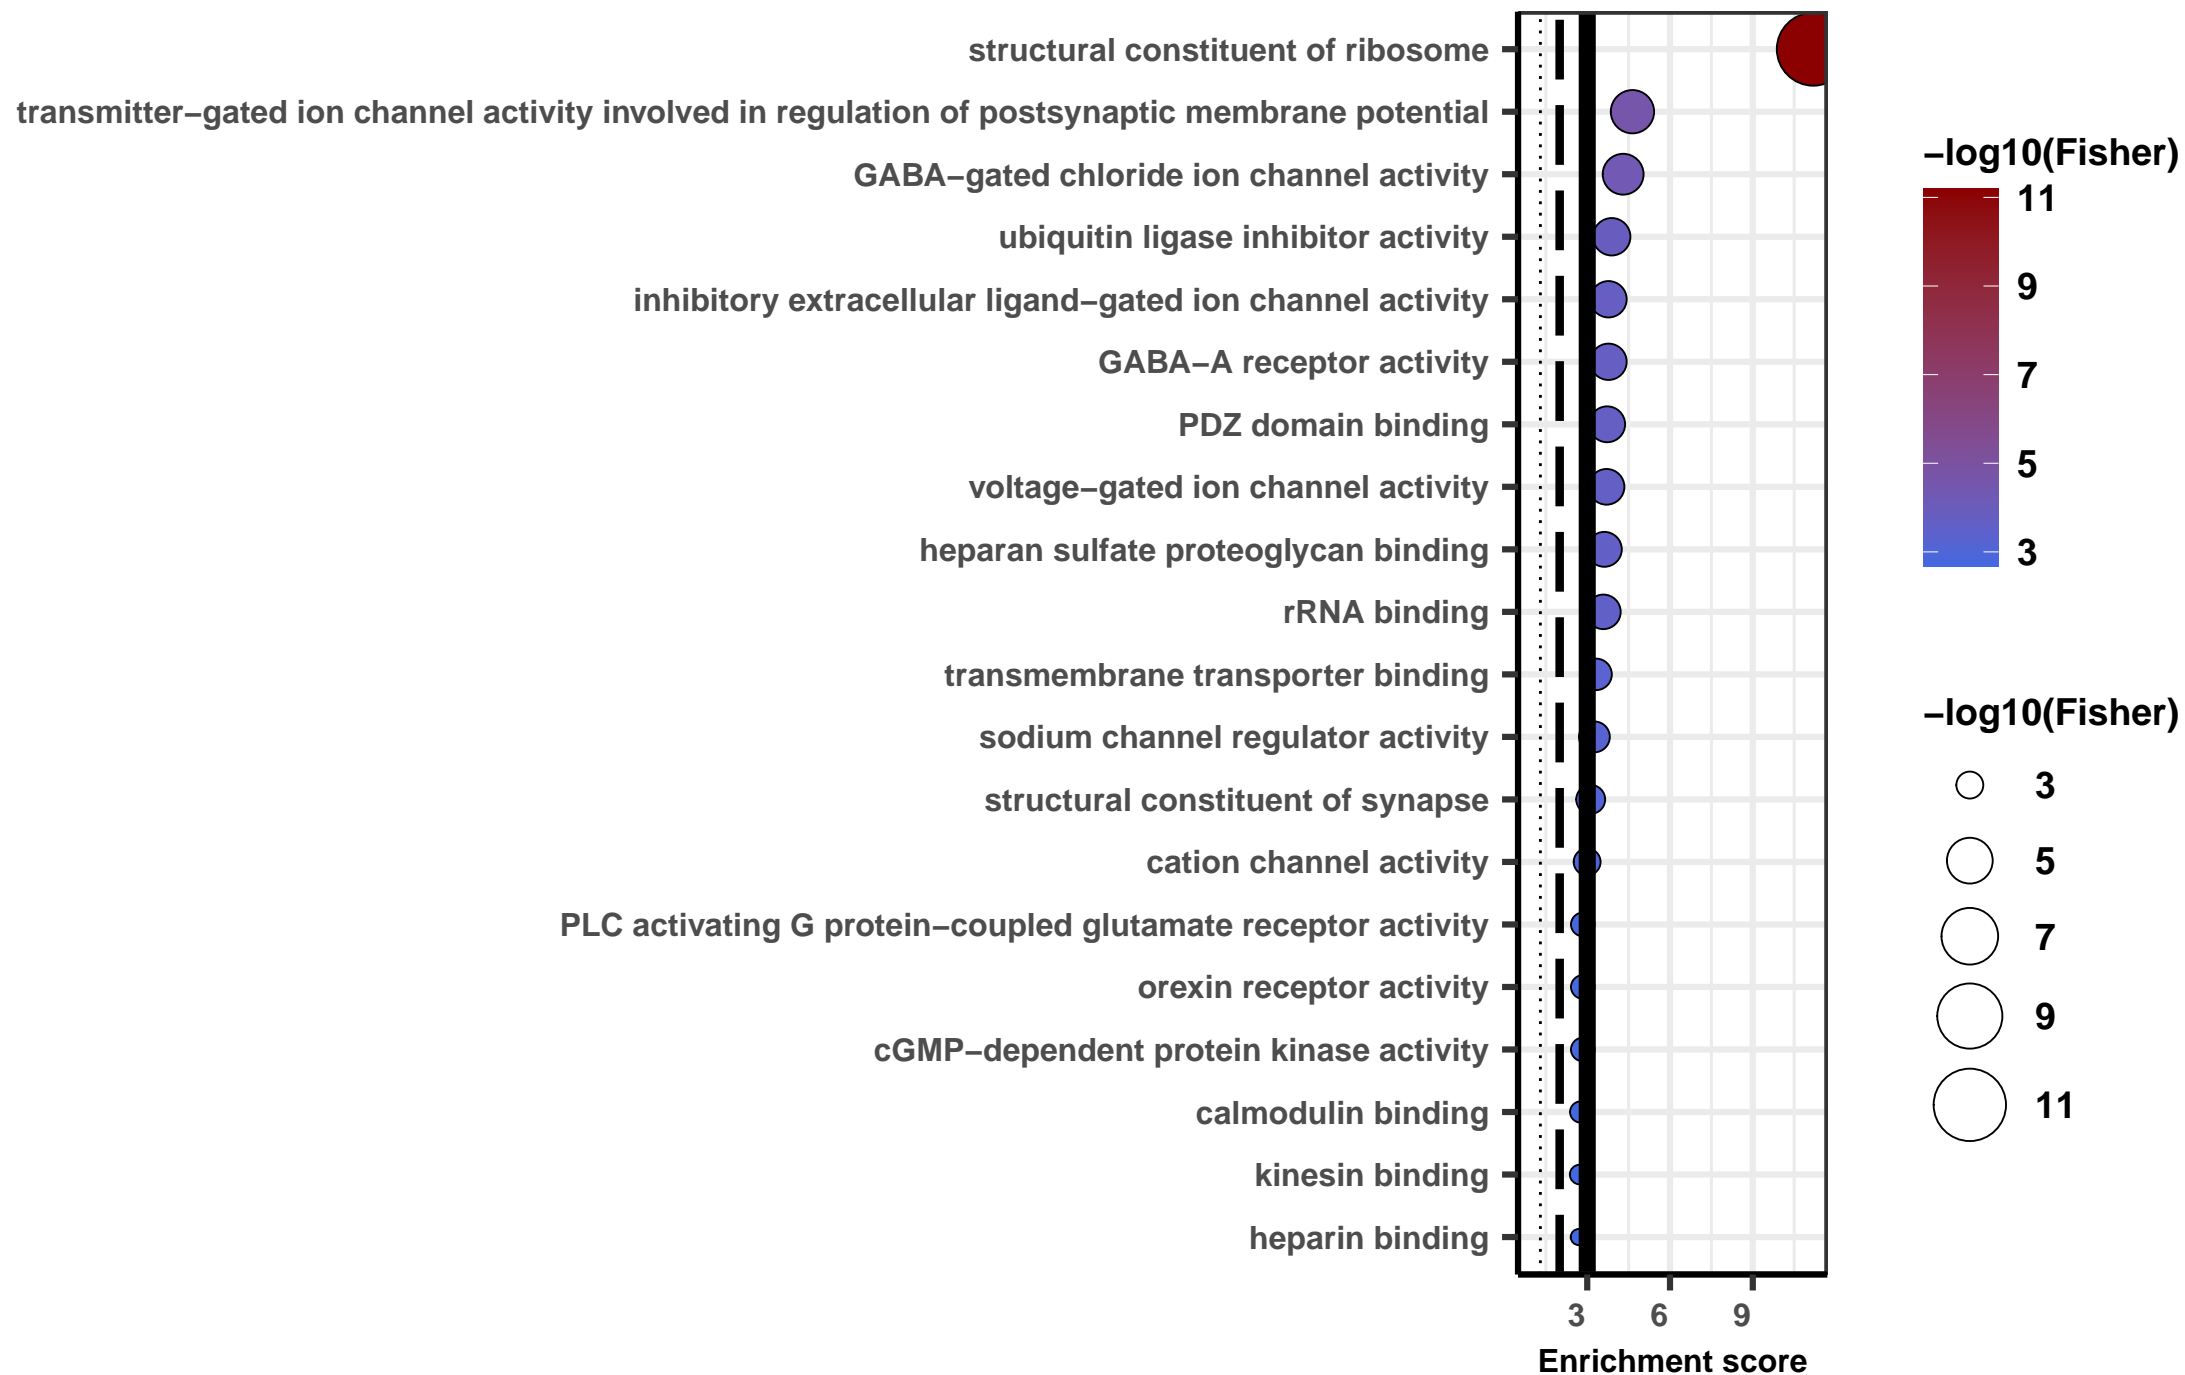 structural constituent of ribosome
transmitter−gated ion channel activity involved in regulation of postsynaptic membrane potential
GABA−gated chloride ion channel activity
ubiquitin ligase inhibitor activity
inhibitory extracellular ligand−gated ion channel activity
GABA−A receptor activity
PDZ domain binding
voltage−gated ion channel activity
heparan sulfate proteoglycan binding
rRNA binding
transmembrane transporter binding
sodium channel regulator activity
structural constituent of synapse
cation channel activity
PLC activating G protein−coupled glutamate receptor activity
orexin receptor activity
cGMP−dependent protein kinase activity
calmodulin binding
kinesin binding
heparin binding
3 6 9
Enrichment score
−log10(Fisher)
11
9
7
5
3
−log10(Fisher)
3
5
7
9
11